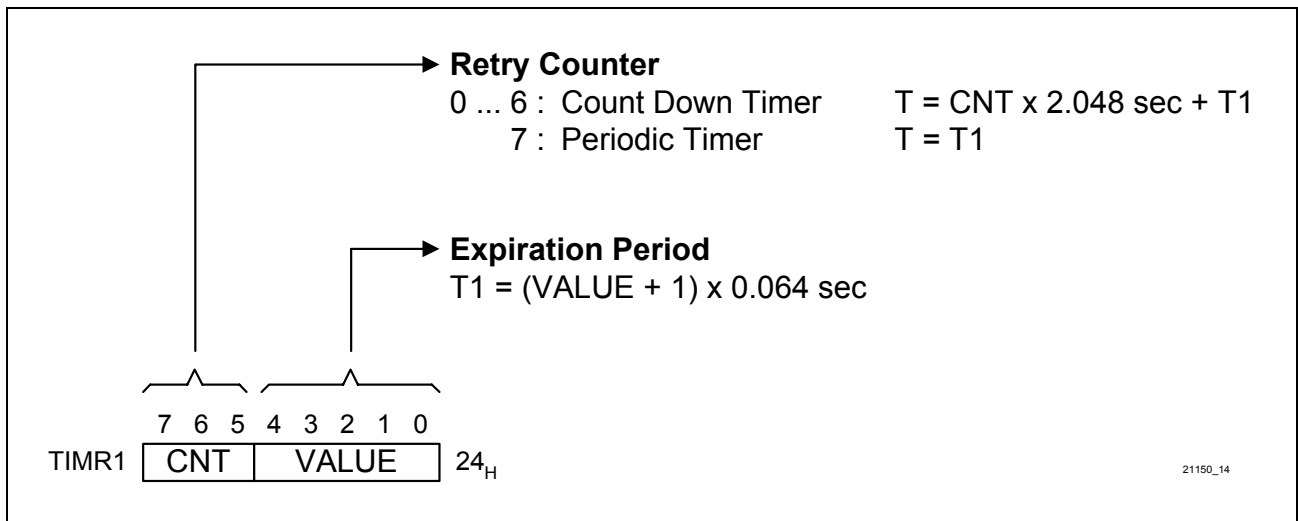 Retry Counter
0 ... 6 : Count Down Timer T = CNT x 2.048 sec + T1
7 : Periodic Timer T = T1
Expiration Period
T1 = (VALUE + 1) x 0.064 sec
7 6 5 4 3 2 1 0
TIMR1 CNT VALUE 24H
21150_14